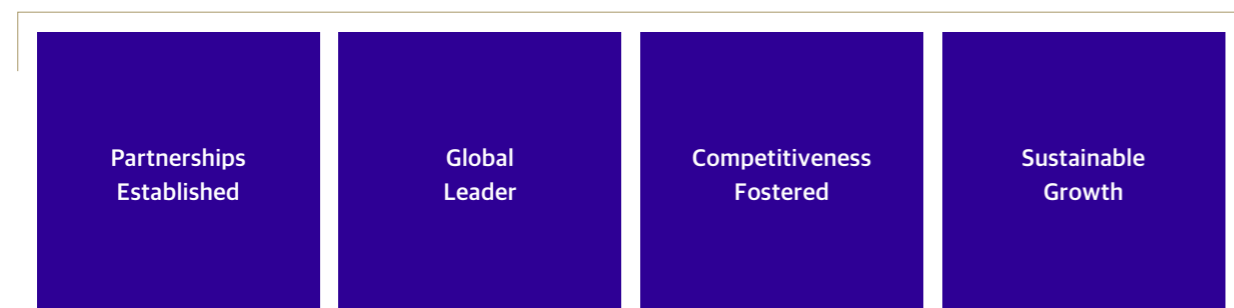 Partnerships
Established
Global
Leader
Competitiveness
Fostered
Sustainable
Growth